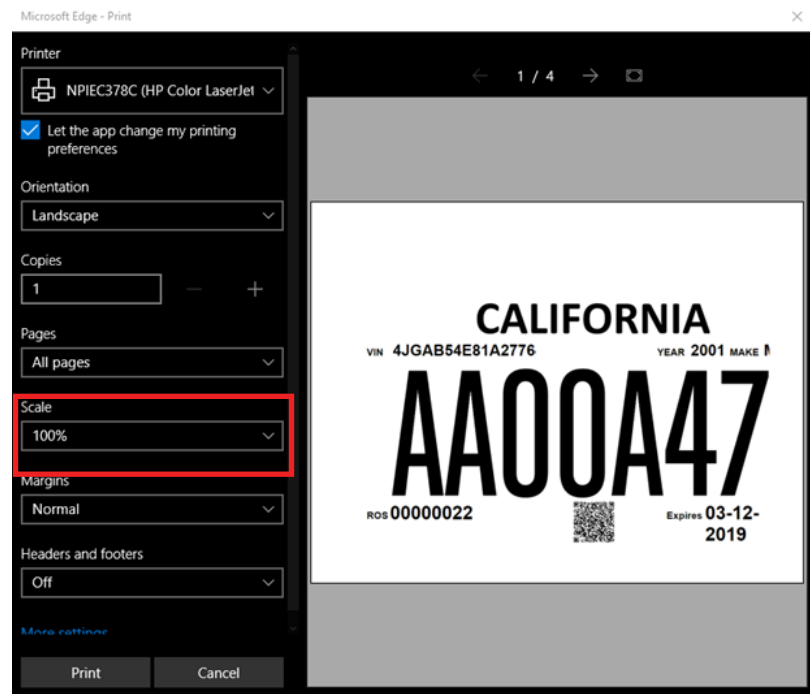 Microsoft Edge - Print
Printer
NPIEC378C (HP Color LaserJet
Let the app change my printing
preferences
Orientation
Landscape
Copies
1
Pages
All pages
Scale
100%
Margins
Normal
Headers and footers
Off
More settings
Print Cancel
1 / 4
CALIFORNIA
VIN 4JGAB54E81A2776 YEAR 2001 MAKE
AA00A47
ROS 00000022 Expires 03-12-
2019